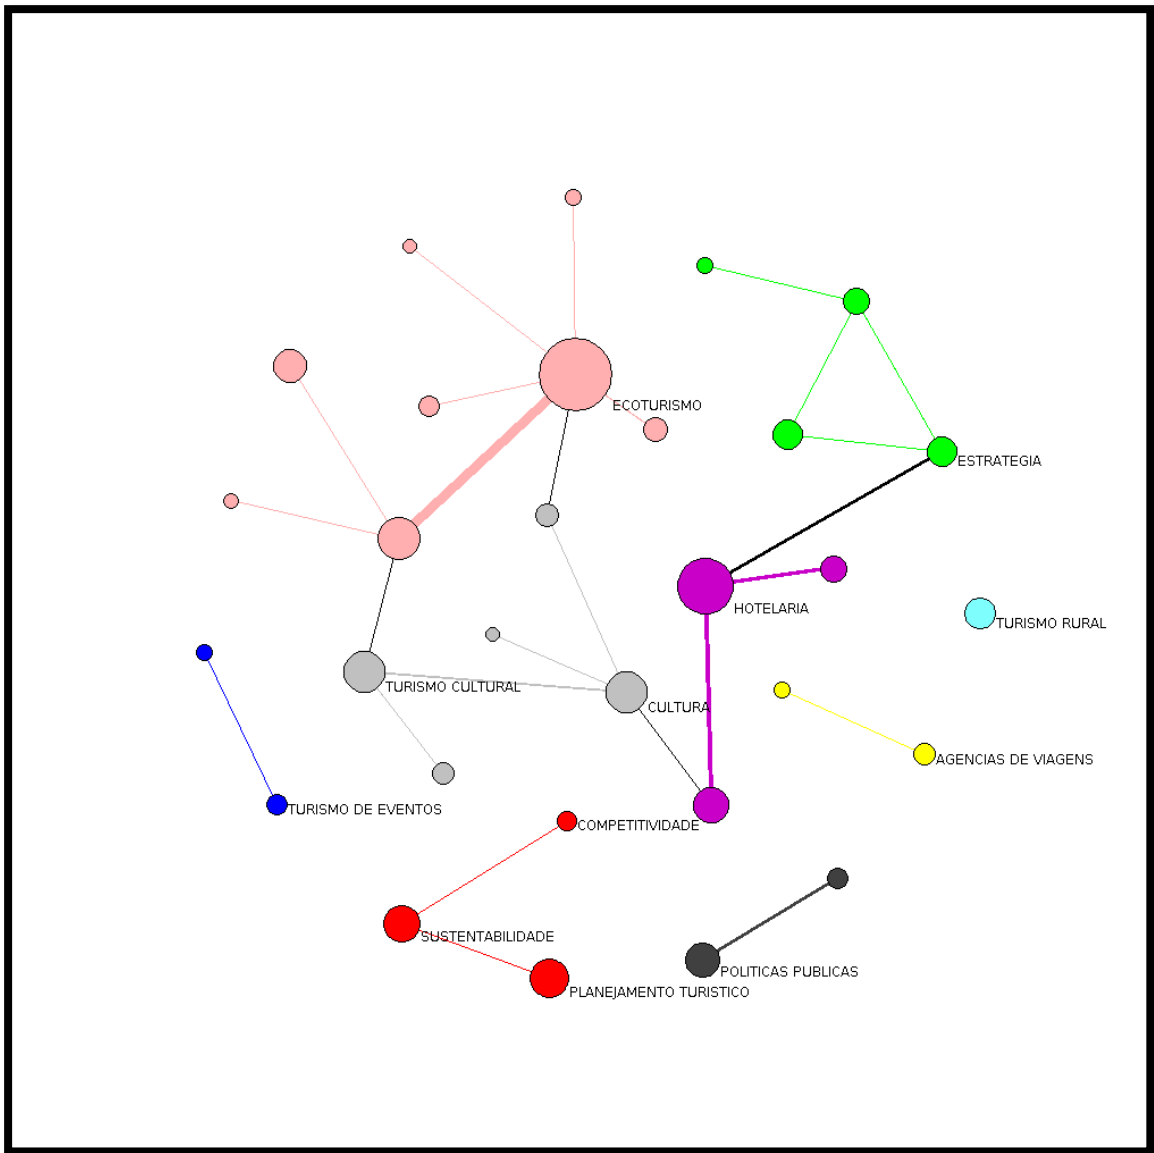 ECOTURISMO
ESTRATEGIA
HOTELARIA
TURISMO RURAL
TURISMO CULTURAL
CULTURA
AGENCIAS DE VIAGENS
TURISMO DE EVENTOS
COMPETITIVIDADE
SUSTENTABILIDADE
POLITICAS PUBLICAS
PLANEJAMENTO TURISTICO